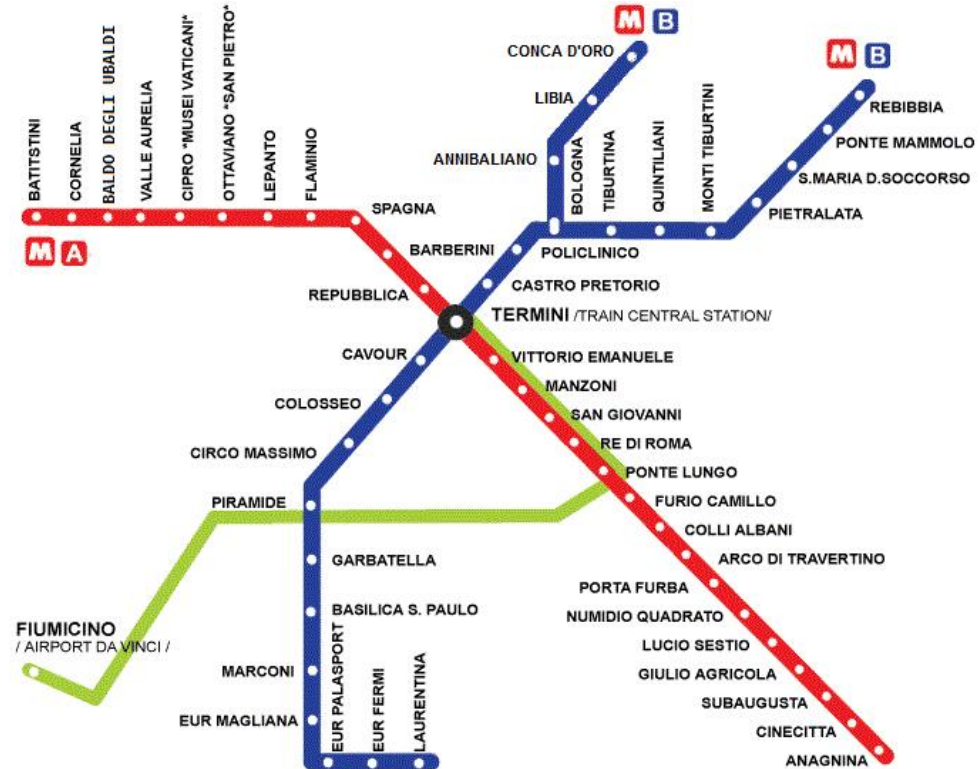 M B
CONCA D'ORO
M B
LIBIA
REBIBBIA
PONTE MAMMOLO
ANNIBALIANO
S.MARIA D.SOCCORSO
PIETRALATA
BOLOGNA
TIBURTINA
QUINTILIANI
MONTI TIBURTINI
BATITSTINI
CORNELIA
BALDO DEGLI UBALDI
VALLE AURELIA
CIPRO "MUSEI VATICANI"
OTTAVIANO "SAN PIETRO"
LEPANTO
FLAMINIO
M A
SPAGNA
BARBERINI
REPUBBLICA
POLICLINICO
CASTRO PRETORIO
TERMINI /TRAIN CENTRAL STATION/
CAVOUR
COLOSSEO
CIRCO MASSIMO
PIRAMIDE
VITTORIO EMANUELE
MANZONI
SAN GIOVANNI
RE DI ROMA
PONTE LUNGO
FURIO CAMILLO
COLLI ALBANI
ARCO DI TRAVERTINO
PORTA FURBA
NUMIDIO QUADRATO
LUCIO SESTIO
GIULIO AGRICOLA
SUBAUGUSTA
CINECITTA
ANAGNINA
GARBATELLA
BASILICA S. PAULO
FIUMICINO
/ AIRPORT DA VINCI /
MARCONI
EUR MAGLIANA
EUR PALASPORT
EUR FERMI
LAURENTINA